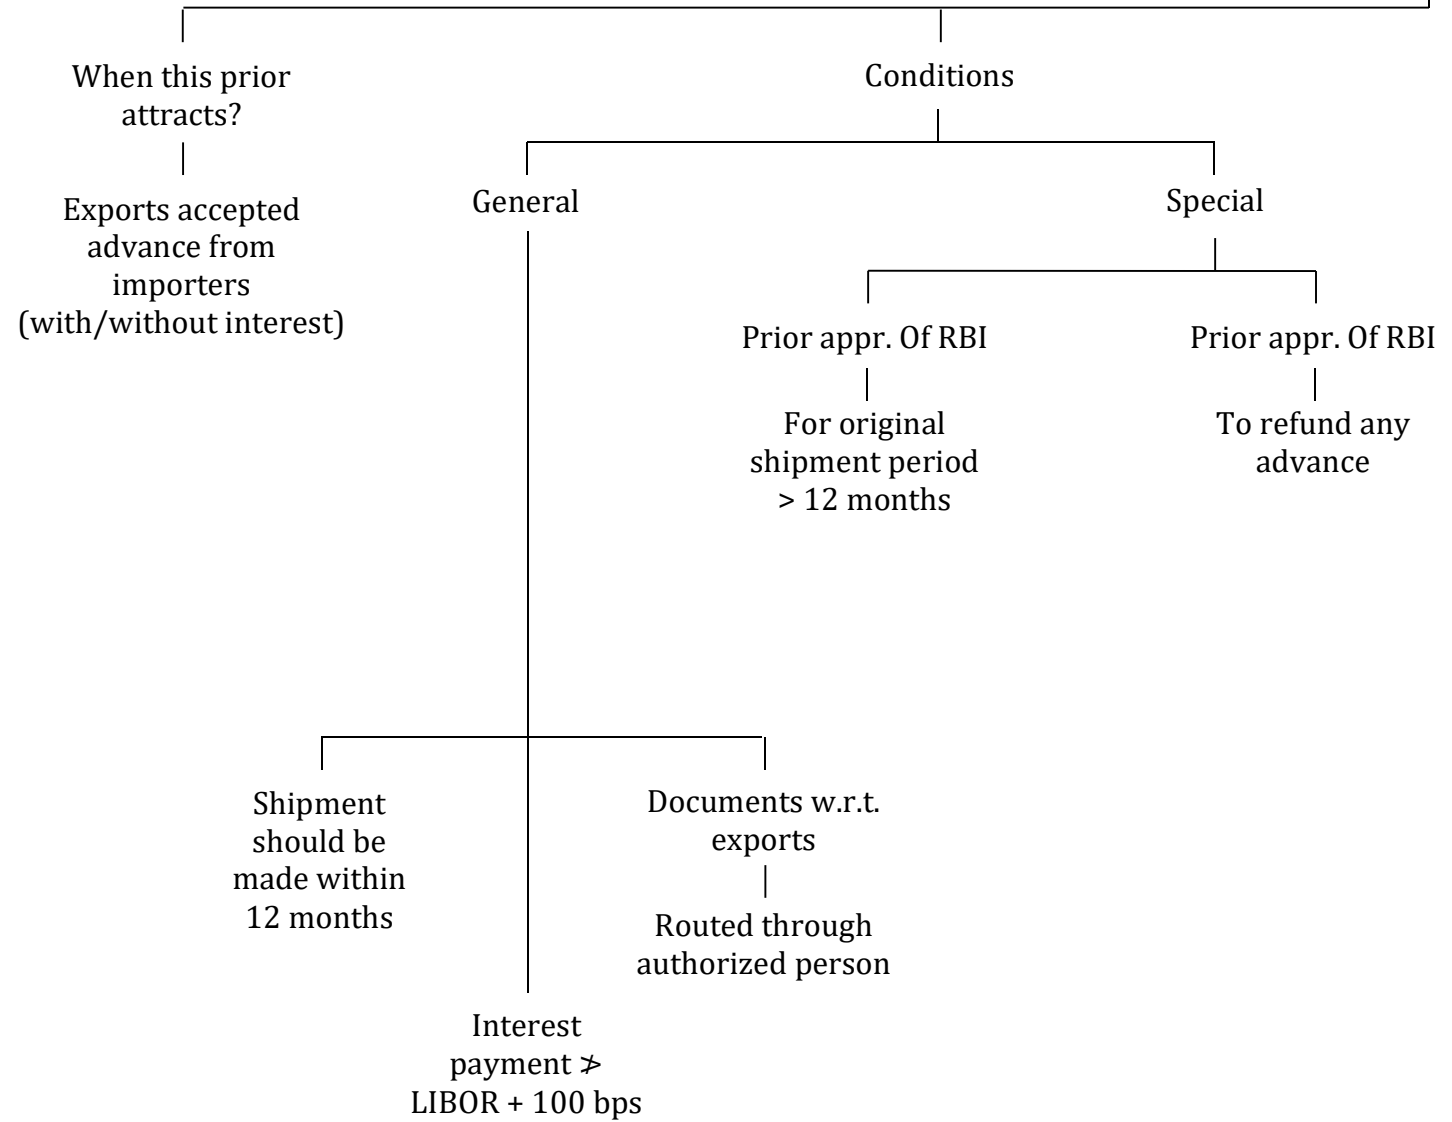 When this prior
attracts?
Exports accepted
advance from
importers
(with/without interest)
Conditions
General
Special
Prior appr. Of RBI
For original
shipment period
> 12 months
Prior appr. Of RBI
To refund any
advance
Shipment
should be
made within
12 months
Interest
payment ≯
LIBOR + 100 bps
Documents w.r.t.
exports
Routed through
authorized person